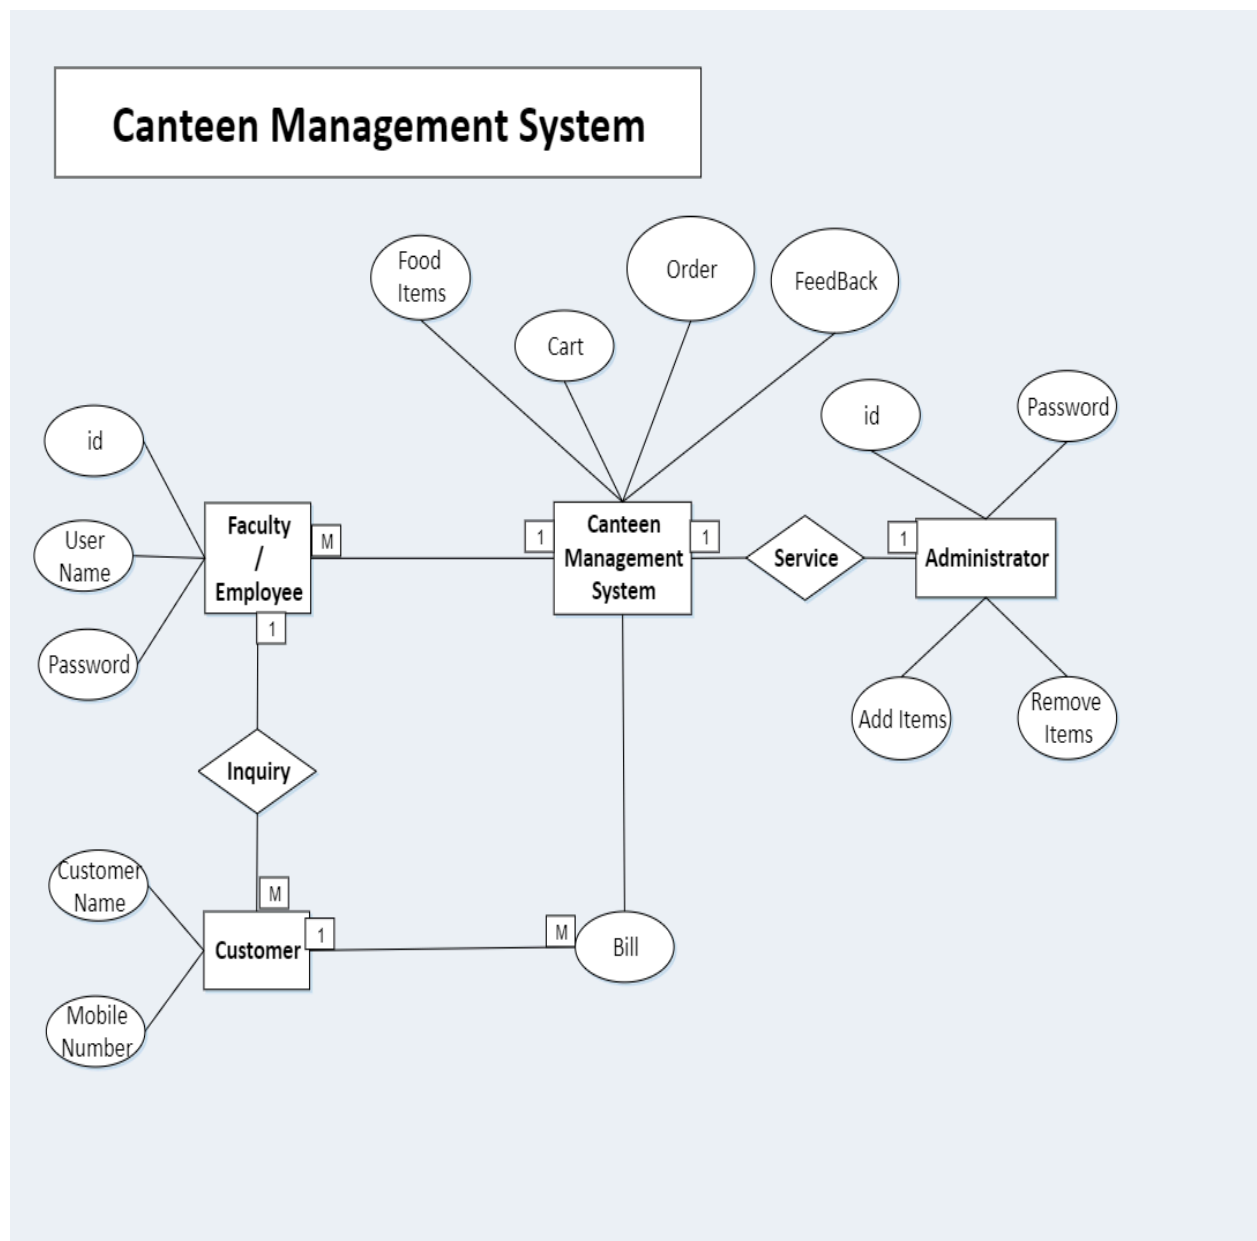 Canteen Management System
Food
Items
Cart
Order
FeedBack
id
Password
id
User
Name
Password
Faculty
/
Employee
M
1
Canteen
Management
System
1
Service
1
Administrator
1
Add Items
Remove
Items
Inquiry
Customer
Name
Mobile
Number
M
Customer
1
M
Bill